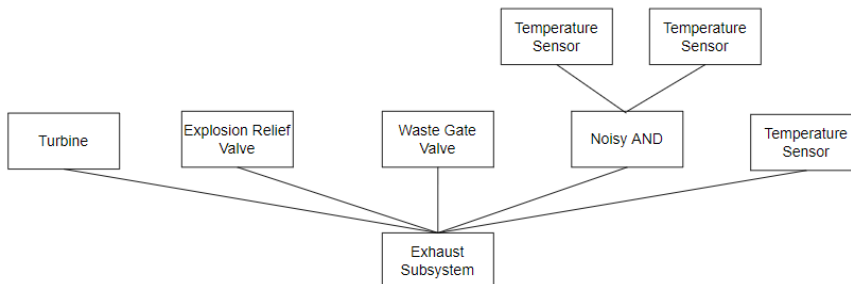 Temperature
Sensor
Temperature
Sensor
Turbine
Explosion Relief
Valve
Waste Gate
Valve
Noisy AND
Temperature
Sensor
Exhaust
Subsystem